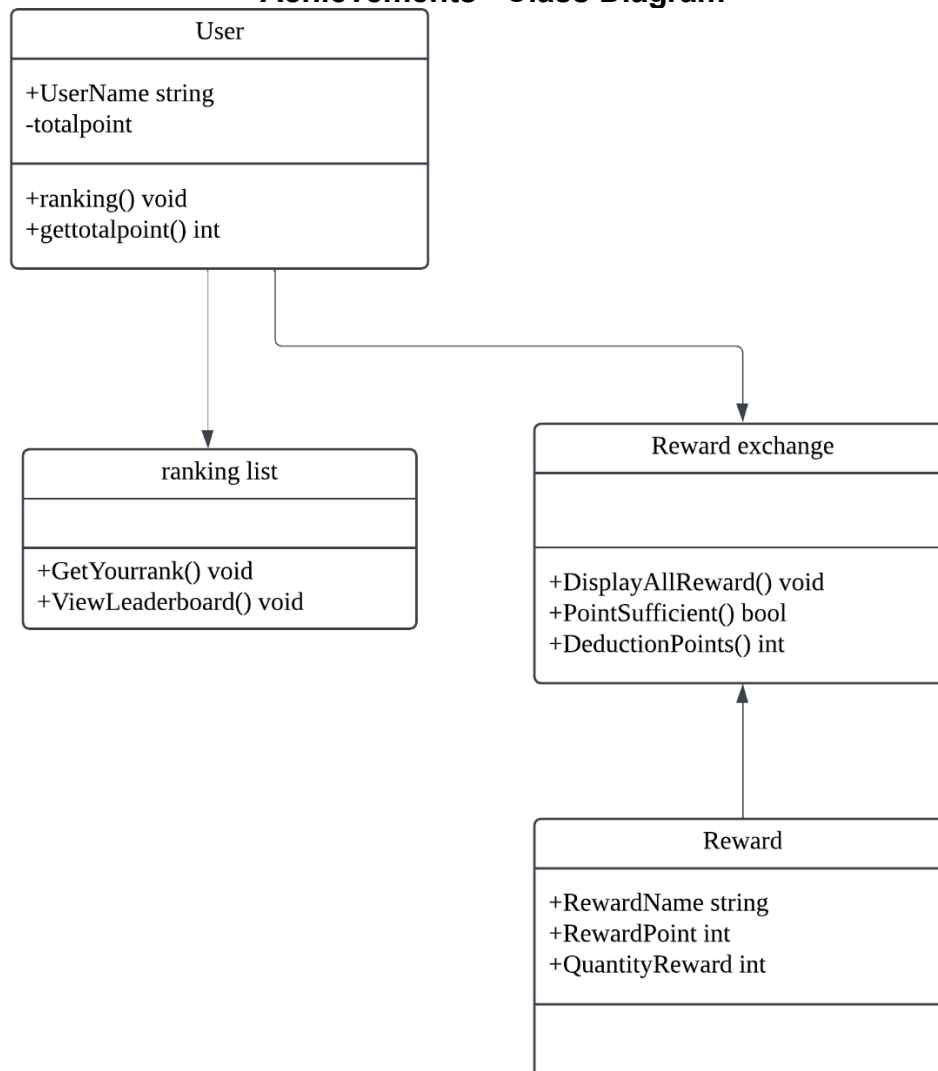 Achievements - Class Diagram
User
+UserName string
-totalpoint
+ranking() void
+gettotalpoint() int
ranking list
+GetYourrank() void
+ViewLeaderboard() void
Reward exchange
+DisplayAllReward() void
+PointSufficient() bool
+DeductionPoints() int
Reward
+RewardName string
+RewardPoint int
+QuantityReward int